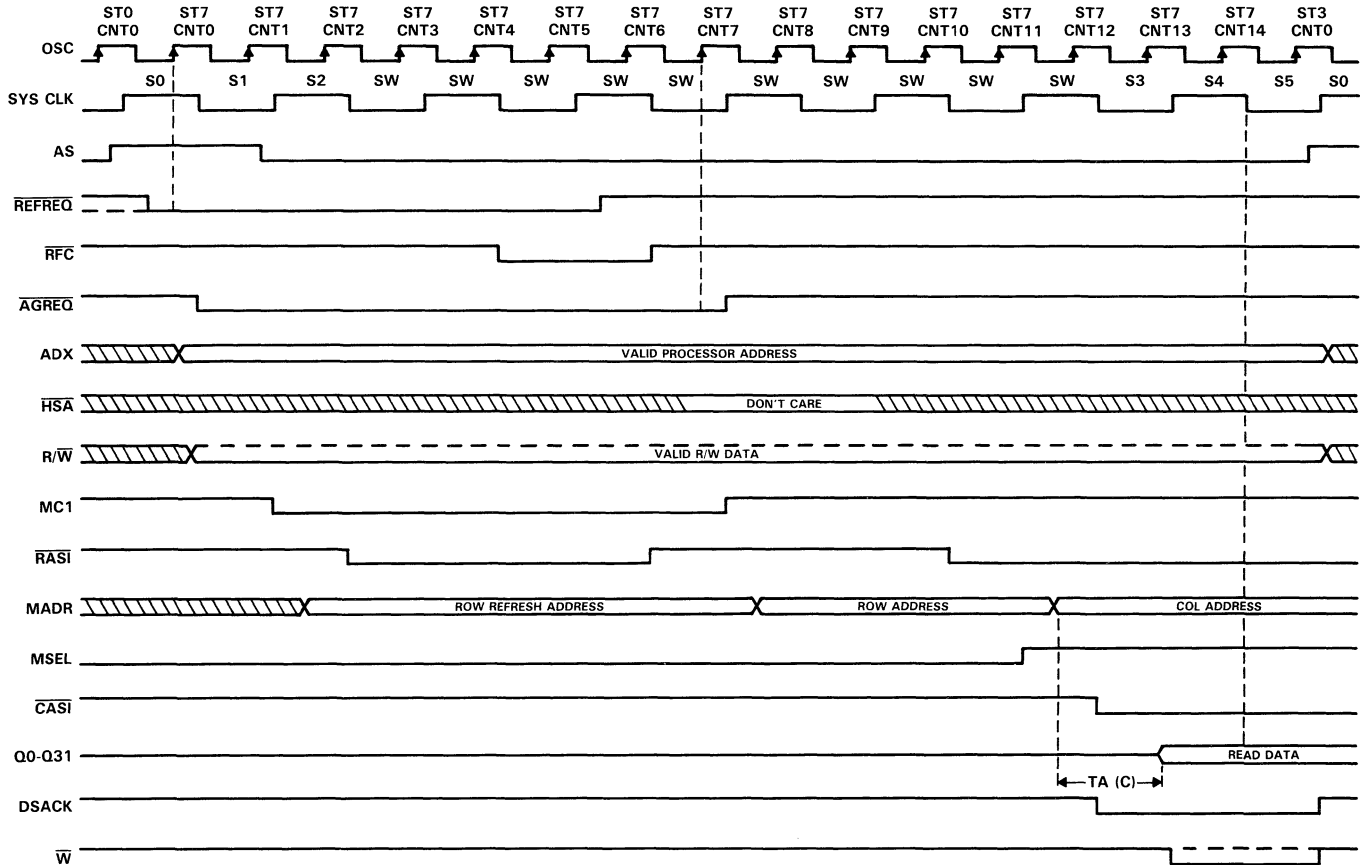 ST0 ST7 ST7 ST7 ST7 ST7 ST7 ST7 ST7 ST7 ST7 ST7 ST7 ST7 ST7 ST7 ST3
CNT0 CNT0 CNT1 CNT2 CNT3 CNT4 CNT5 CNT6 CNT7 CNT8 CNT9 CNT10 CNT11 CNT12 CNT13 CNT14 CNT0
OSC
S0 S1 S2 SW SW SW SW SW SW SW SW SW SW SW S3 S4 S5 S0
SYS CLK
AS
REFREQ
RFC
AGREQ
ADX VALID PROCESSOR ADDRESS
HSA DON'T CARE
R/W VALID R/W DATA
MC1
RASI
MADR ROW REFRESH ADDRESS ROW ADDRESS COL ADDRESS
MSEL
CASI
Q0-Q31 READ DATA
TA (C)
DSACK
W